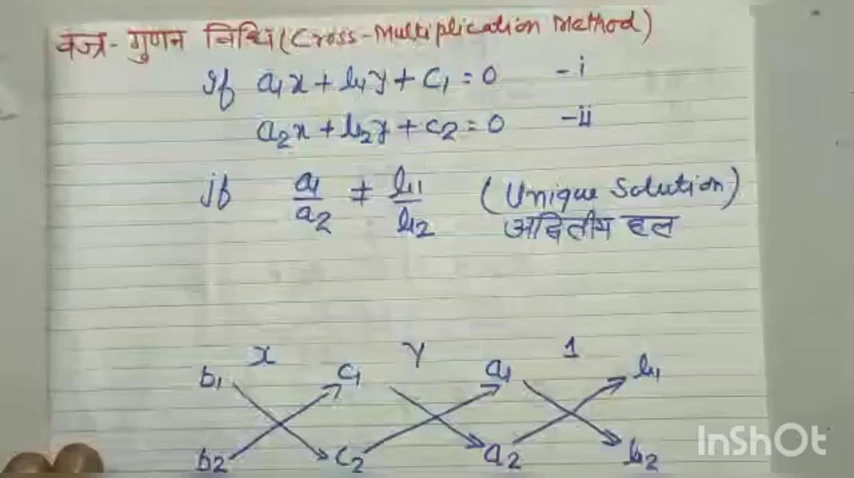 वज्र-गुणन विधि (Cross-Multiplication Method)
If a₁x + b₁y + c₁ = 0 -i
a₂x + b₂y + c₂ = 0 -ii
if a₁/a₂ ≠ b₁/b₂ (Unique Solution)
अद्वितीय हल
x y 1
b₁ c₁ a₁ b₁
b₂ c₂ a₂ b₂
InShOt